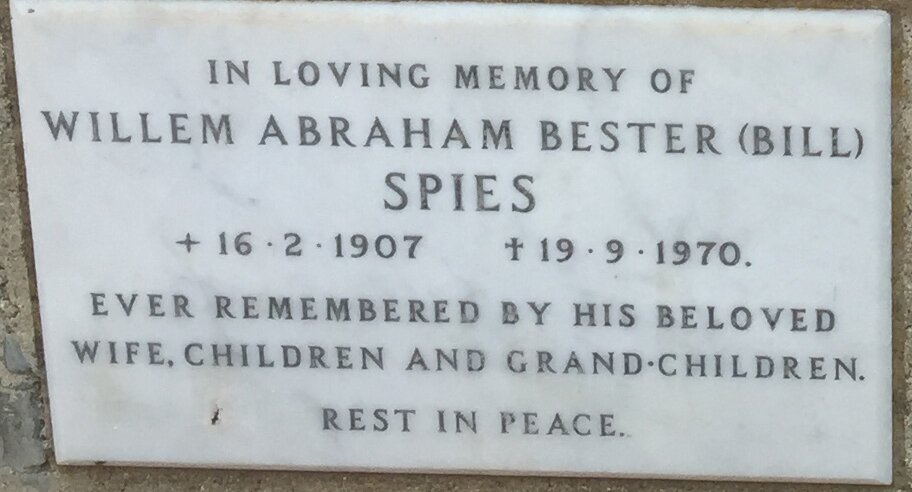 IN LOVING MEMORY OF
WILLEM ABRAHAM BESTER (BILL)
SPIES
+ 16 · 2 · 1907 † 19 · 9 · 1970.
EVER REMEMBERED BY HIS BELOVED
WIFE, CHILDREN AND GRAND·CHILDREN.
REST IN PEACE.